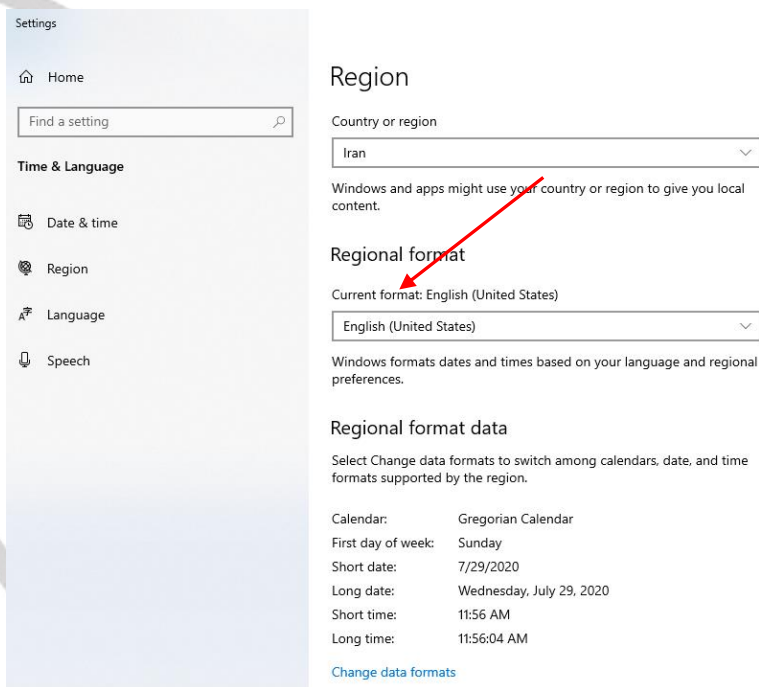 Settings
Home
Find a setting
Time & Language
Date & time
Region
Language
Speech
Region
Country or region
Iran
Windows and apps might use your country or region to give you local
content.
Regional format
Current format: English (United States)
English (United States)
Windows formats dates and times based on your language and regional
preferences.
Regional format data
Select Change data formats to switch among calendars, date, and time
formats supported by the region.
Calendar: Gregorian Calendar
First day of week: Sunday
Short date: 7/29/2020
Long date: Wednesday, July 29, 2020
Short time: 11:56 AM
Long time: 11:56:04 AM
Change data formats